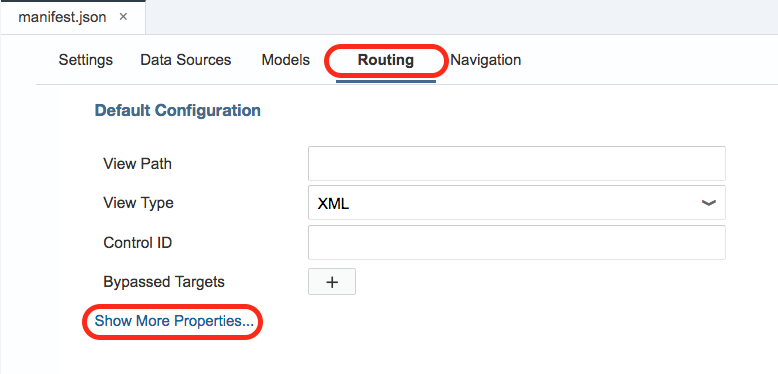 manifest.json ×
Settings Data Sources Models Routing Navigation
Default Configuration
View Path
View Type XML
Control ID
Bypassed Targets +
Show More Properties...